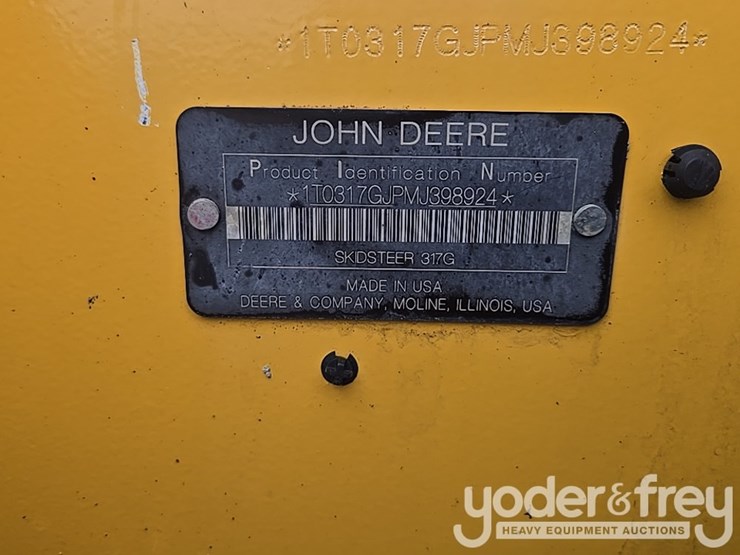 *1T0317GJPMJ398924*
JOHN DEERE
Product Identification Number
*1T0317GJPMJ398924*
SKIDSTEER 317G
MADE IN USA
DEERE & COMPANY, MOLINE, ILLINOIS, USA
yoder&frey
HEAVY EQUIPMENT AUCTIONS